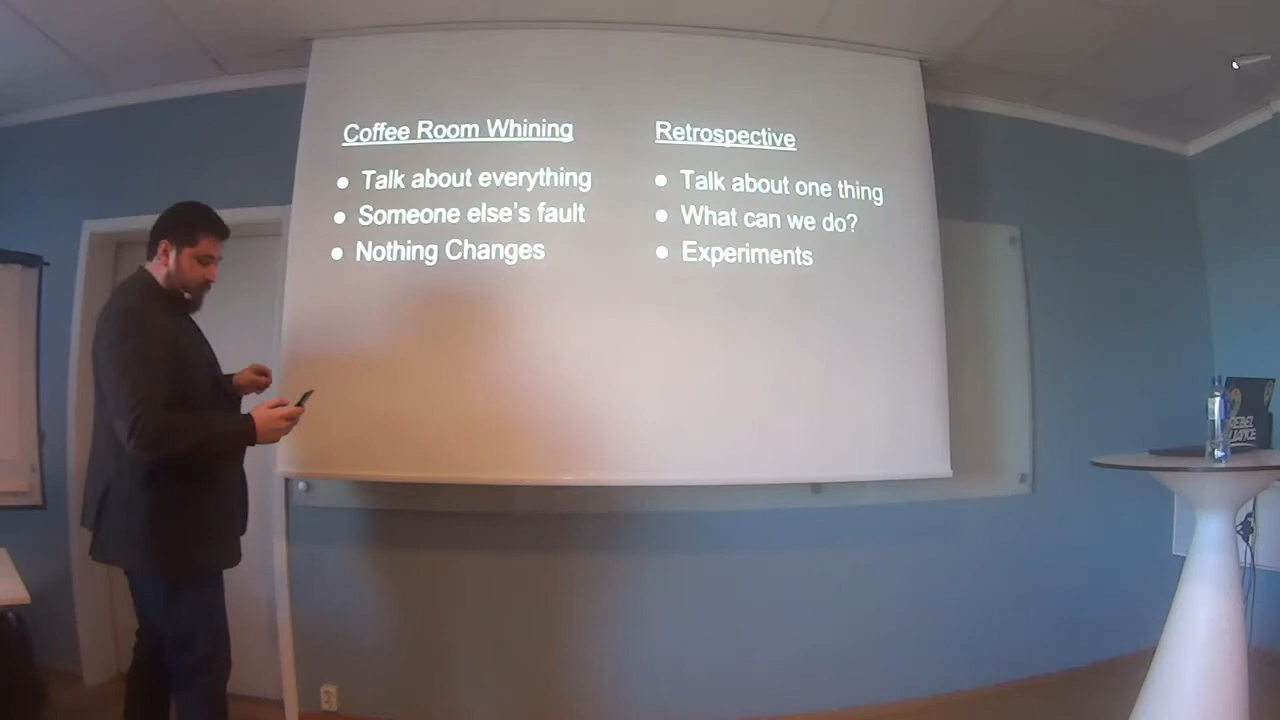 Coffee Room Whining
● Talk about everything
● Someone else's fault
● Nothing Changes
Retrospective
● Talk about one thing
● What can we do?
● Experiments
REBEL